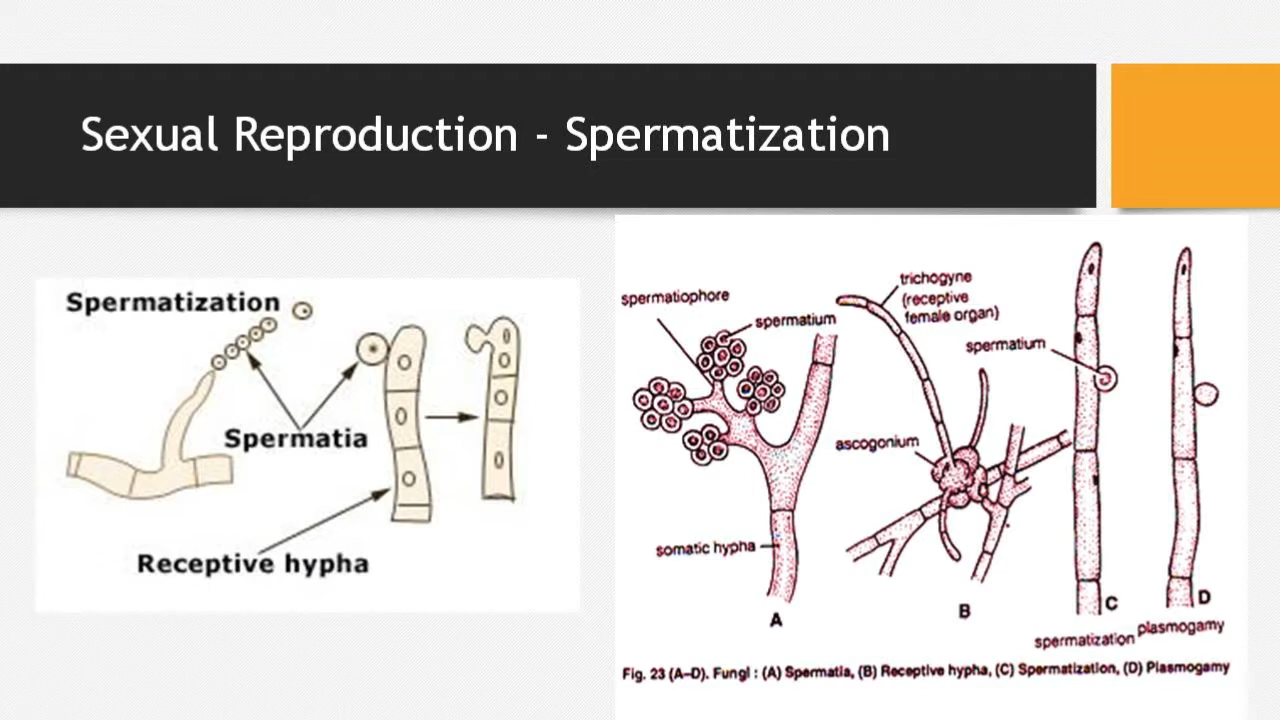 Sexual Reproduction - Spermatization
Spermatization
Spermatia
Receptive hypha
spermatiophore
spermatium
trichogyne
(receptive
female organ)
spermatium
ascogonium
somatic hypha
A
B
C
D
spermatization
plasmogamy
Fig. 23 (A–D). Fungi : (A) Spermatia, (B) Receptive hypha, (C) Spermatization, (D) Plasmogamy